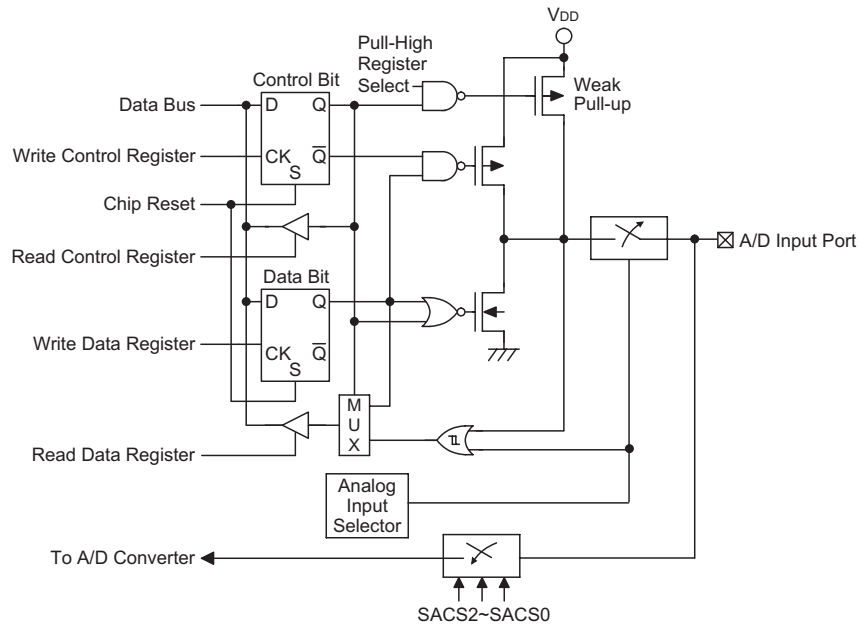 VDD
Pull-High
Register
Select
Control Bit
Weak
Pull-up
Data Bus
D
Q
Write Control Register
CK
Q̅
S
Chip Reset
Read Control Register
A/D Input Port
Data Bit
D
Q
Write Data Register
CK
Q̅
S
M
U
X
Read Data Register
Analog
Input
Selector
To A/D Converter
SACS2~SACS0